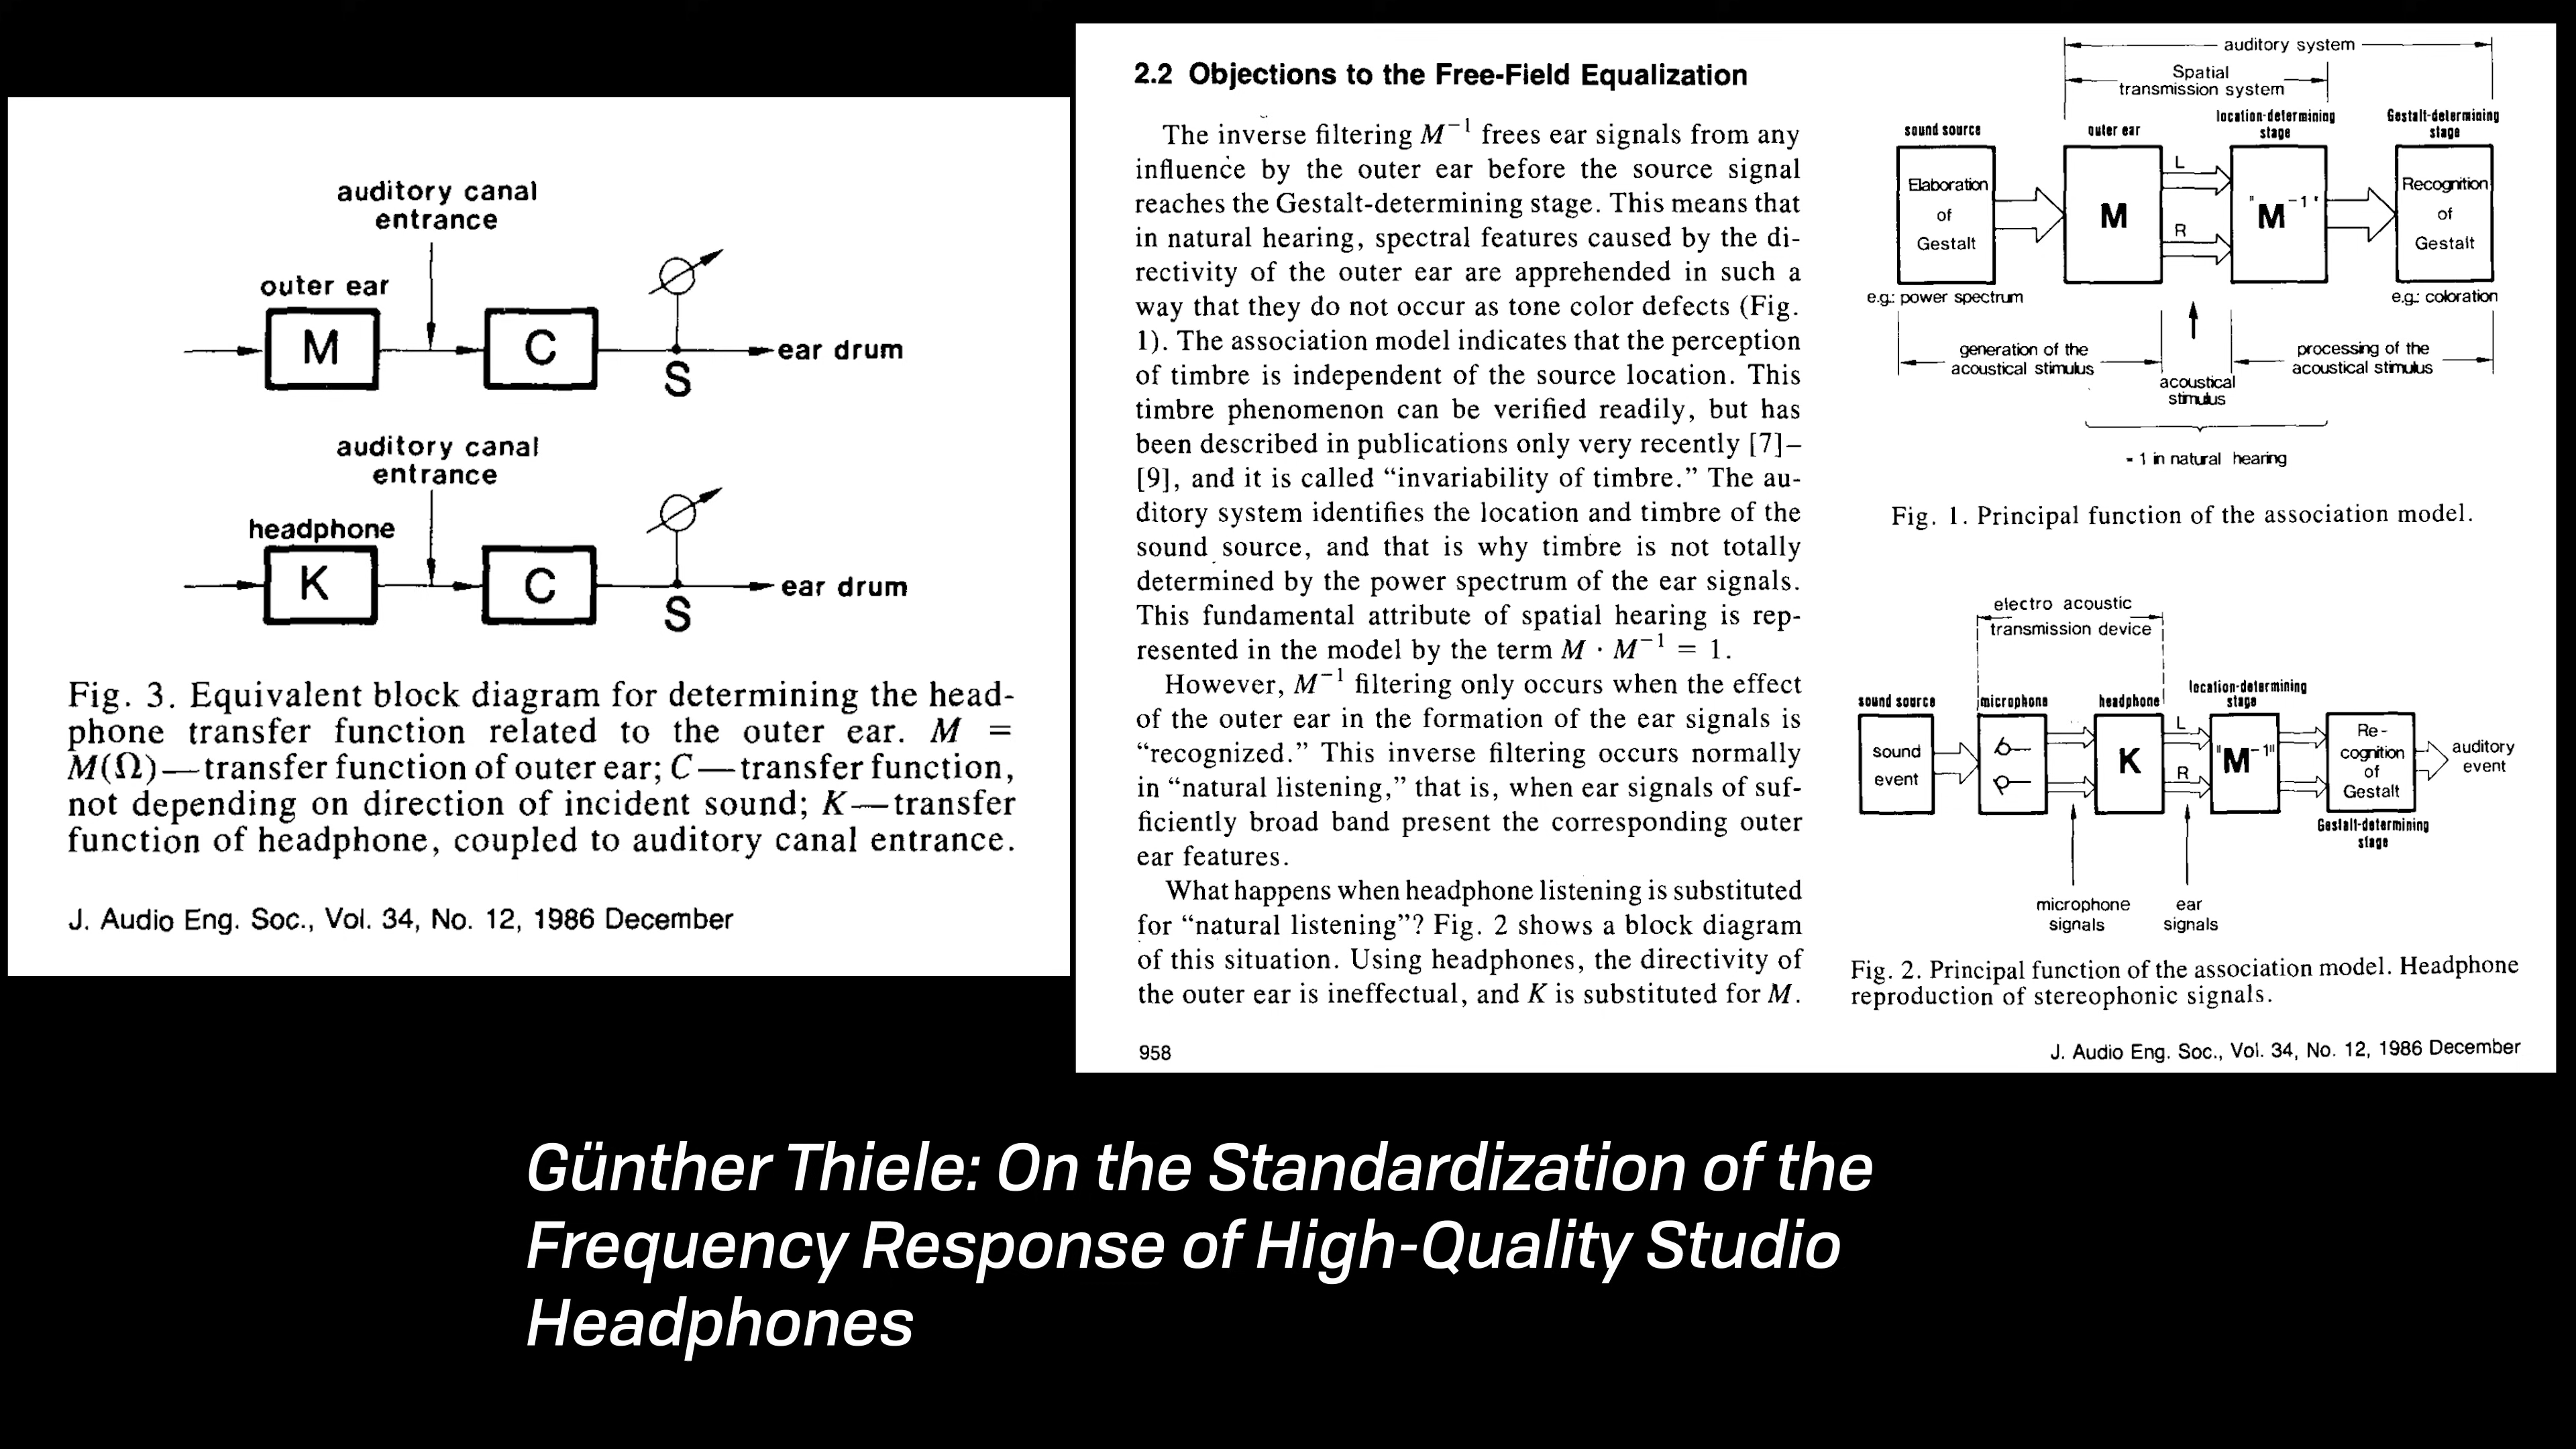 auditory canal
entrance
outer ear
M
C
S
ear drum
auditory canal
entrance
headphone
K
C
S
ear drum
Fig. 3. Equivalent block diagram for determining the head-
phone transfer function related to the outer ear. M =
M(Ω)—transfer function of outer ear; C—transfer function,
not depending on direction of incident sound; K—transfer
function of headphone, coupled to auditory canal entrance.
J. Audio Eng. Soc., Vol. 34, No. 12, 1986 December
2.2 Objections to the Free-Field Equalization
The inverse filtering M⁻¹ frees ear signals from any
influence by the outer ear before the source signal
reaches the Gestalt-determining stage. This means that
in natural hearing, spectral features caused by the di-
rectivity of the outer ear are apprehended in such a
way that they do not occur as tone color defects (Fig.
1). The association model indicates that the perception
of timbre is independent of the source location. This
timbre phenomenon can be verified readily, but has
been described in publications only very recently [7]–
[9], and it is called “invariability of timbre.” The au-
ditory system identifies the location and timbre of the
sound source, and that is why timbre is not totally
determined by the power spectrum of the ear signals.
This fundamental attribute of spatial hearing is rep-
resented in the model by the term M · M⁻¹ = 1.
However, M⁻¹ filtering only occurs when the effect
of the outer ear in the formation of the ear signals is
“recognized.” This inverse filtering occurs normally
in “natural listening,” that is, when ear signals of suf-
ficiently broad band present the corresponding outer
ear features.
What happens when headphone listening is substituted
for “natural listening”? Fig. 2 shows a block diagram
of this situation. Using headphones, the directivity of
the outer ear is ineffectual, and K is substituted for M.
958
auditory system
Spatial
transmission system
sound source
outer ear
location-determining
stage
Gestalt-determining
stage
Elaboration
of
Gestalt
M
L
R
"M⁻¹"
Recognition
of
Gestalt
e.g.: power spectrum
e.g.: coloration
generation of the
acoustical stimulus
acoustical
stimulus
processing of the
acoustical stimulus
= 1 in natural hearing
Fig. 1. Principal function of the association model.
electro acoustic
transmission device
sound source
microphone
headphone
location-determining
stage
sound
event
K
L
R
"M⁻¹"
Re-
cognition
of
Gestalt
auditory
event
Gestalt-determining
stage
microphone
signals
ear
signals
Fig. 2. Principal function of the association model. Headphone
reproduction of stereophonic signals.
J. Audio Eng. Soc., Vol. 34, No. 12, 1986 December
Günther Thiele: On the Standardization of the
Frequency Response of High-Quality Studio
Headphones